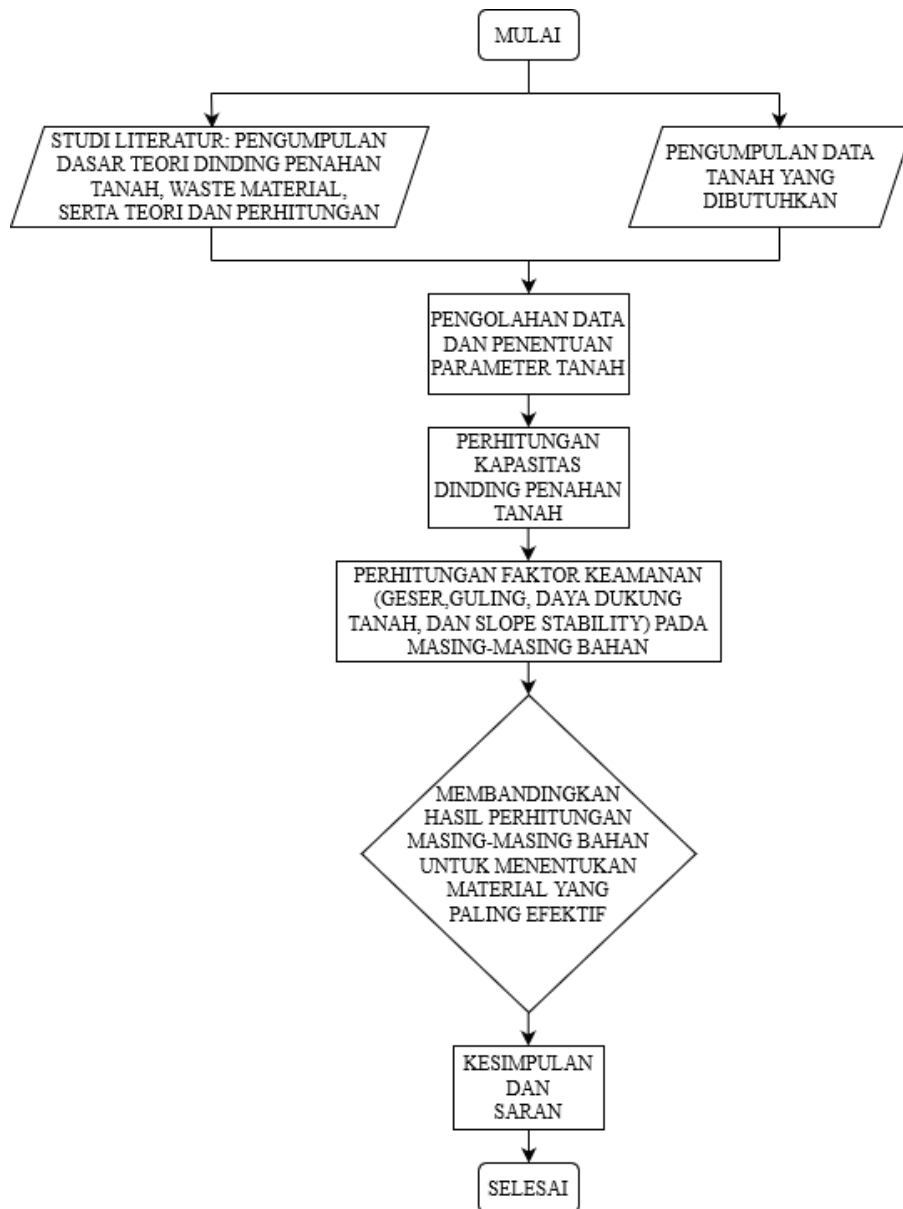 MULAI
STUDI LITERATUR: PENGUMPULAN
DASAR TEORI DINDING PENAHAN
TANAH, WASTE MATERIAL,
SERTA TEORI DAN PERHITUNGAN
PENGUMPULAN DATA
TANAH YANG
DIBUTUHKAN
PENGOLAHAN DATA
DAN PENENTUAN
PARAMETER TANAH
PERHITUNGAN
KAPASITAS
DINDING PENAHAN
TANAH
PERHITUNGAN FAKTOR KEAMANAN
(GESER,GULING, DAYA DUKUNG
TANAH, DAN SLOPE STABILITY) PADA
MASING-MASING BAHAN
MEMBANDINGKAN
HASIL PERHITUNGAN
MASING-MASING BAHAN
UNTUK MENENTUKAN
MATERIAL YANG
PALING EFEKTIF
KESIMPULAN
DAN
SARAN
SELESAI